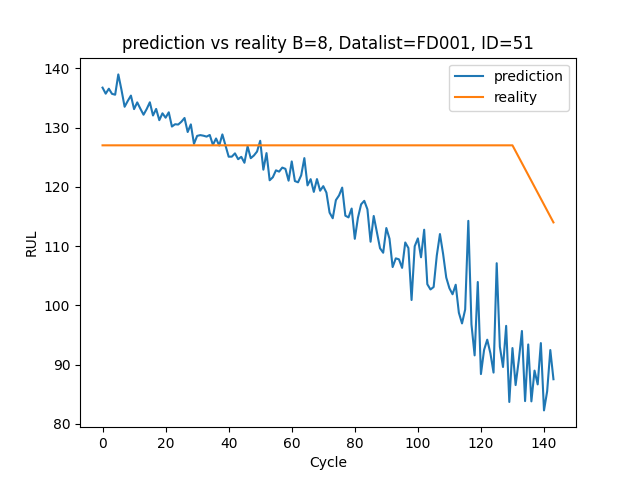 prediction vs reality B=8, Datalist=FD001, ID=51
prediction
reality
140
130
120
110
100
90
80
RUL
0 20 40 60 80 100 120 140
Cycle